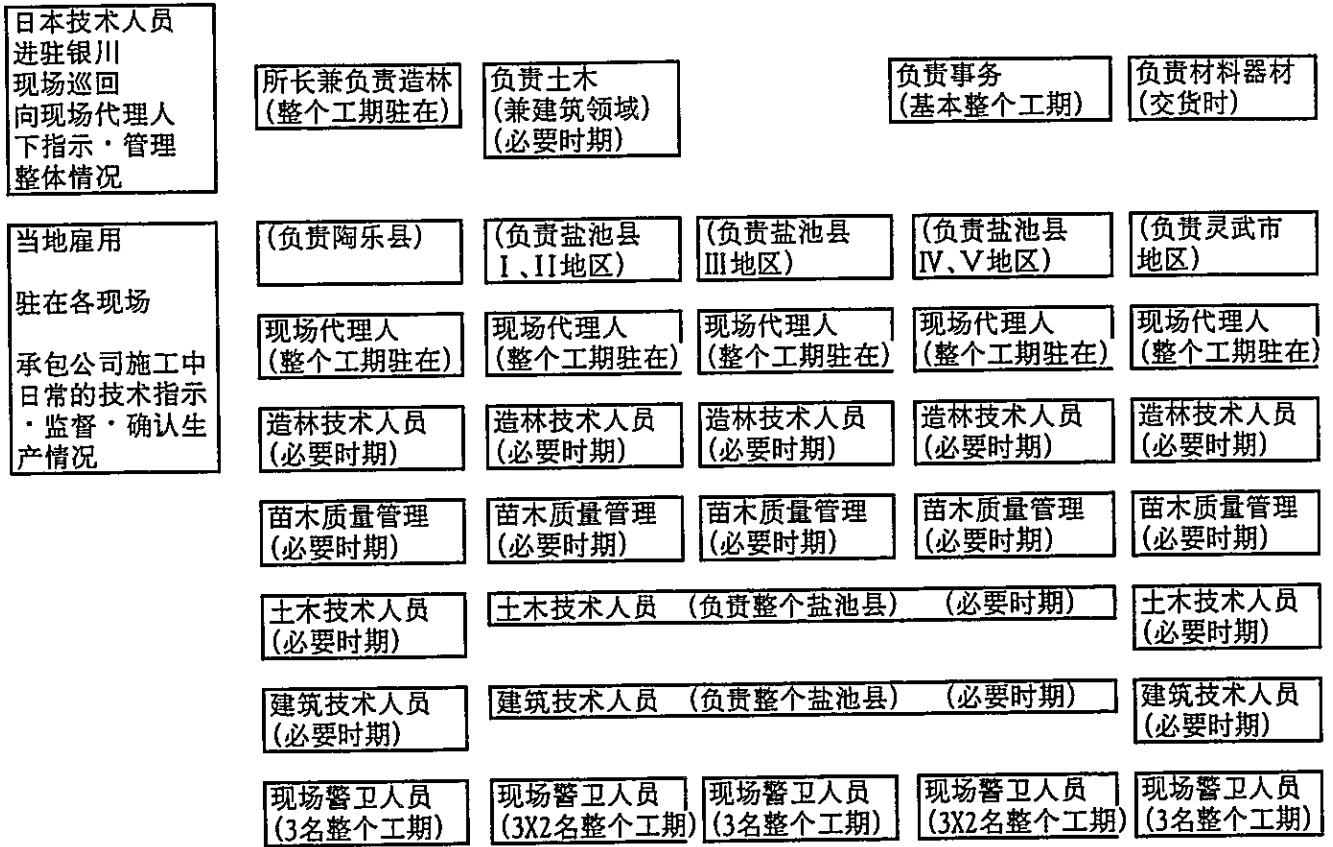 日本技术人员
进驻银川
现场巡回
向现场代理人
下指示・管理
整体情况
所长兼负责造林
(整个工期驻在)
负责土木
(兼建筑领域)
(必要时期)
负责事务
(基本整个工期)
负责材料器材
(交货时)
当地雇用
驻在各现场
承包公司施工中
日常的技术指示
・监督・确认生
产情况
(负责陶乐县)
(负责盐池县
Ⅰ、II地区)
(负责盐池县
Ⅲ地区)
(负责盐池县
Ⅳ、Ⅴ地区)
(负责灵武市
地区)
现场代理人
(整个工期驻在)
现场代理人
(整个工期驻在)
现场代理人
(整个工期驻在)
现场代理人
(整个工期驻在)
现场代理人
(整个工期驻在)
造林技术人员
(必要时期)
造林技术人员
(必要时期)
造林技术人员
(必要时期)
造林技术人员
(必要时期)
造林技术人员
(必要时期)
苗木质量管理
(必要时期)
苗木质量管理
(必要时期)
苗木质量管理
(必要时期)
苗木质量管理
(必要时期)
苗木质量管理
(必要时期)
土木技术人员
(必要时期)
土木技术人员 (负责整个盐池县) (必要时期)
土木技术人员
(必要时期)
建筑技术人员
(必要时期)
建筑技术人员 (负责整个盐池县) (必要时期)
建筑技术人员
(必要时期)
现场警卫人员
(3名整个工期)
现场警卫人员
(3X2名整个工期)
现场警卫人员
(3名整个工期)
现场警卫人员
(3X2名整个工期)
现场警卫人员
(3名整个工期)